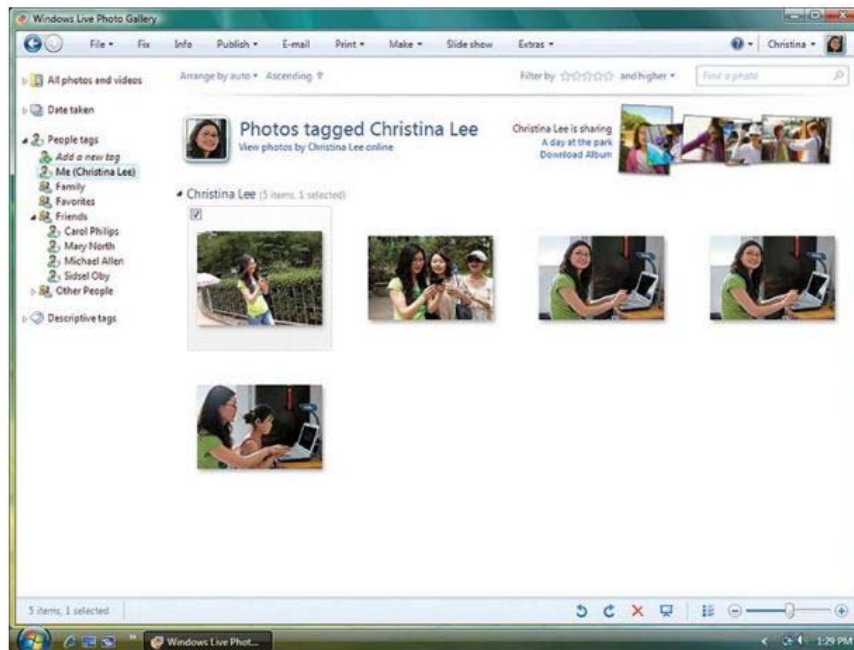 Windows Live Photo Gallery
File Fix Info Publish E-mail Print Make Slide show Extras Christina
All photos and videos
Date taken
People tags
Add a new tag
Me (Christina Lee)
Family
Favorites
Friends
Carol Philips
Mary North
Michael Allen
Sidsel Oby
Other People
Descriptive tags
Arrange by auto Ascending Filter by and higher Find a photo
Photos tagged Christina Lee
View photos by Christina Lee online
Christina Lee is sharing
A day at the park
Download Album
Christina Lee (5 items, 1 selected)
5 items, 1 selected
Windows Live Phot... 1:29 PM